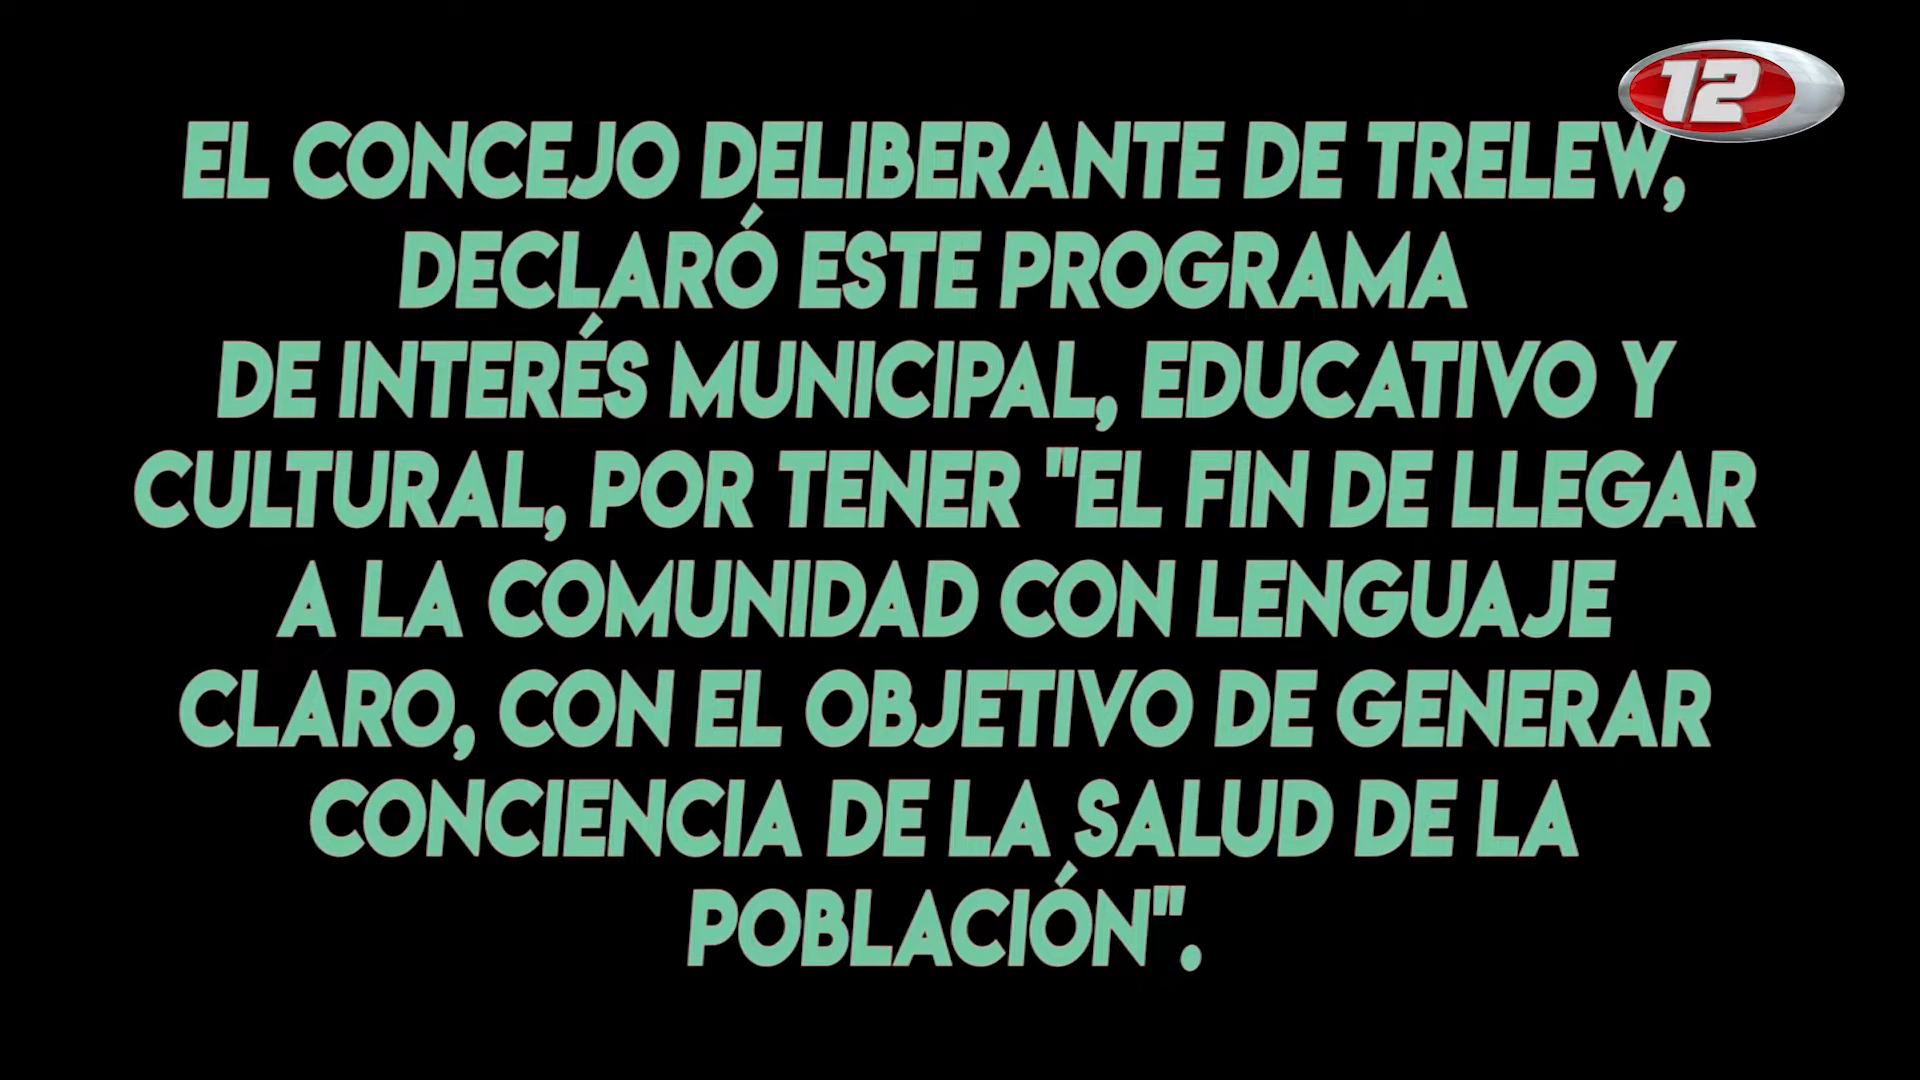 12
EL CONCEJO DELIBERANTE DE TRELEW,
DECLARÓ ESTE PROGRAMA
DE INTERÉS MUNICIPAL, EDUCATIVO Y
CULTURAL, POR TENER "EL FIN DE LLEGAR
A LA COMUNIDAD CON LENGUAJE
CLARO, CON EL OBJETIVO DE GENERAR
CONCIENCIA DE LA SALUD DE LA
POBLACIÓN".